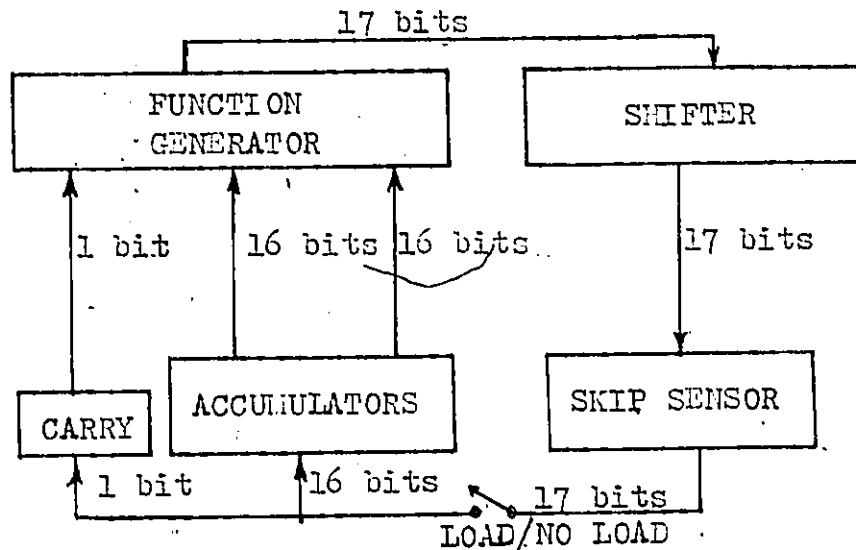 17 bits
FUNCTION
GENERATOR
SHIFTER
1 bit
16 bits
16 bits
17 bits
CARRY
ACCUMULATORS
SKIP SENSOR
1 bit
16 bits
17 bits
LOAD/NO LOAD